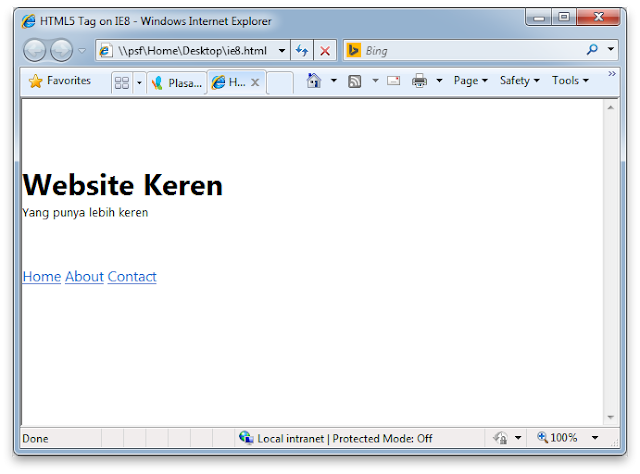 HTML5 Tag on IE8 - Windows Internet Explorer
\\psf\Home\Desktop\ie8.html
Bing
Favorites
Plasa...
H...
Page
Safety
Tools
Website Keren
Yang punya lebih keren
Home About Contact
Done
Local intranet | Protected Mode: Off
100%